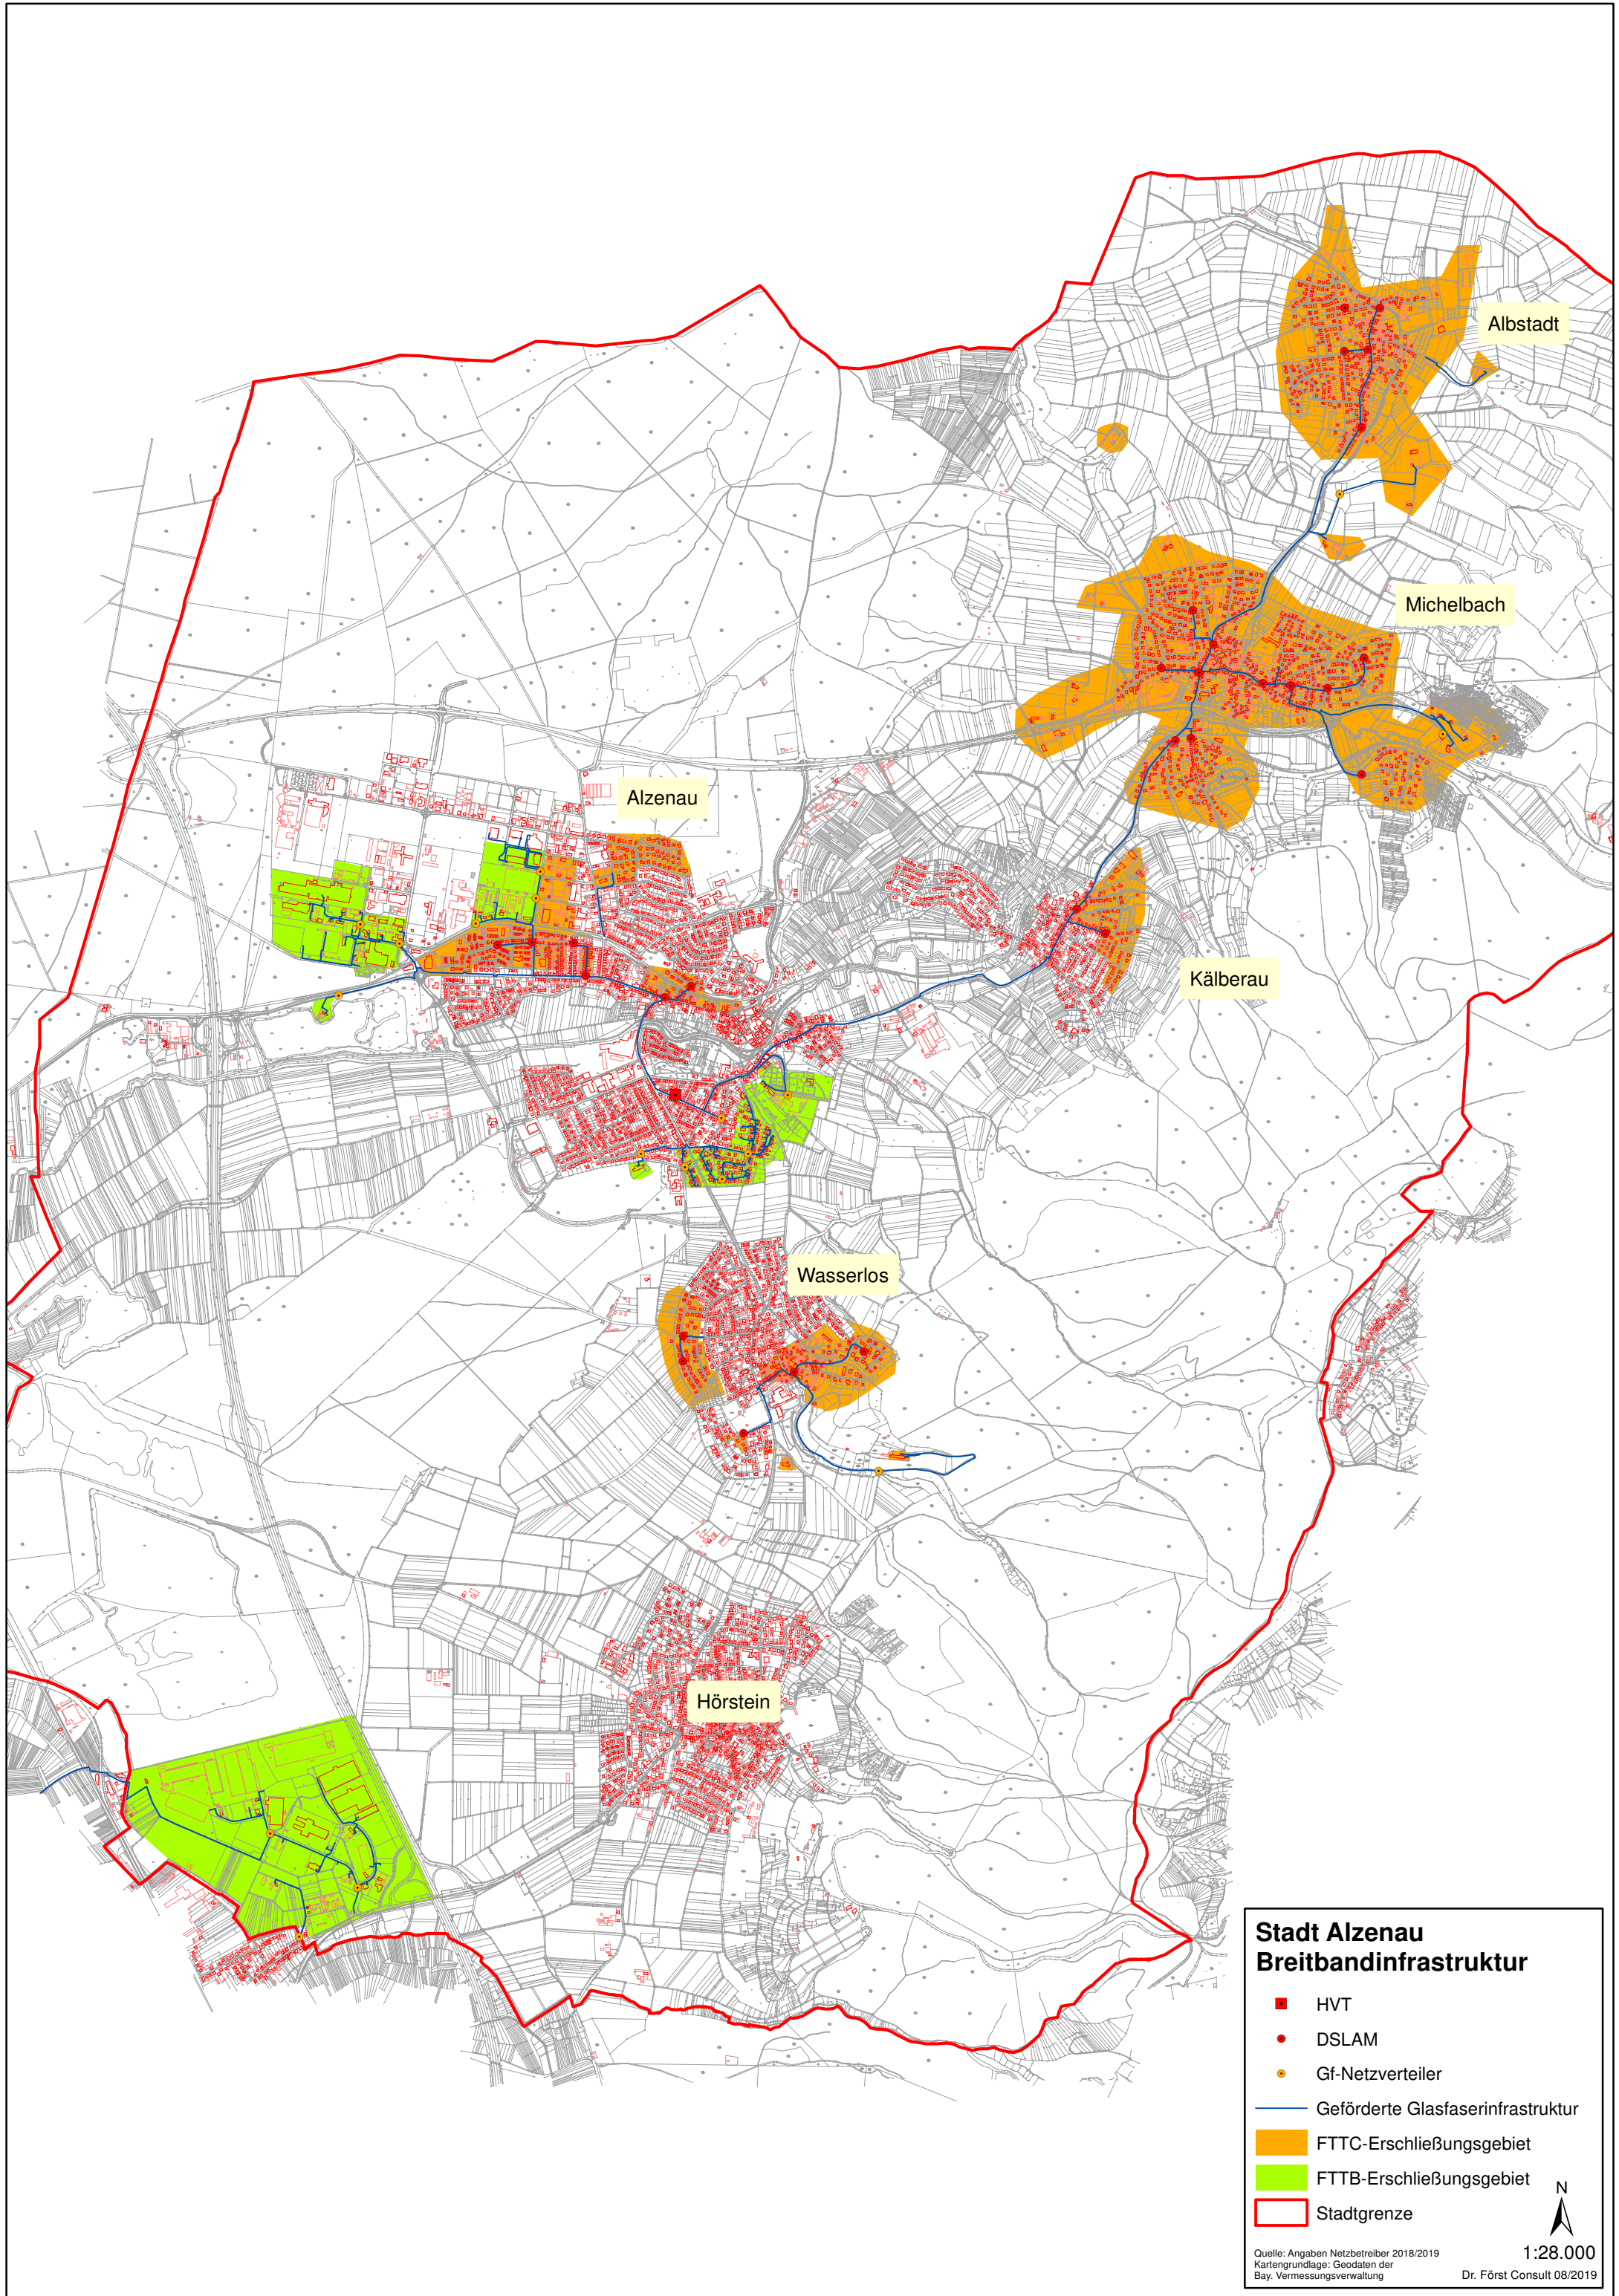 Albstadt
Michelbach
Alzenau
Kälberau
Wasserlos
Hörstein
Stadt Alzenau
Breitbandinfrastruktur
HVT
DSLAM
Gf-Netzverteiler
Geförderte Glasfaserinfrastruktur
FTTC-Erschließungsgebiet
FTTB-Erschließungsgebiet
Stadtgrenze
N
1:28.000
Quelle: Angaben Netzbetreiber 2018/2019
Kartengrundlage: Geodaten der
Bay. Vermessungsverwaltung
Dr. Först Consult 08/2019